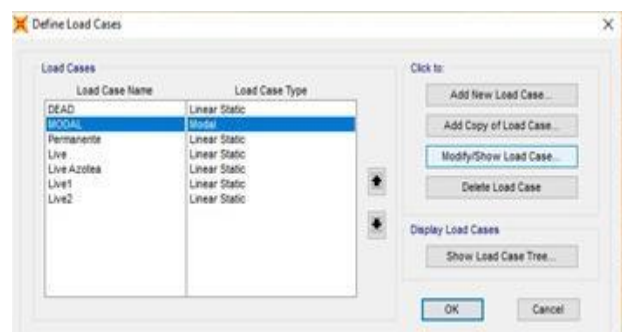 Define Load Cases
Load Cases
Click to:
Load Case Name Load Case Type
DEAD Linear Static
MODAL Modal
Permanente Linear Static
Live Linear Static
Live Azotea Linear Static
Live1 Linear Static
Live2 Linear Static
Add New Load Case...
Add Copy of Load Case...
Modify/Show Load Case...
Delete Load Case
Display Load Cases
Show Load Case Tree...
OK Cancel